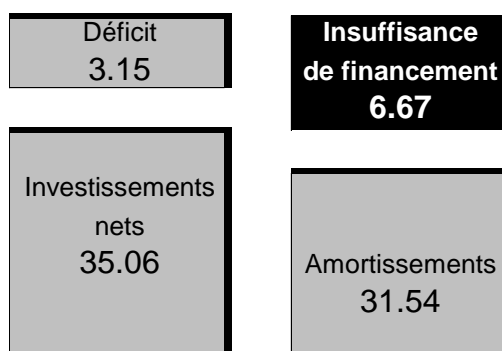 Déficit
3.15
Insuffisance
de financement
6.67
Investissements
nets
35.06
Amortissements
31.54